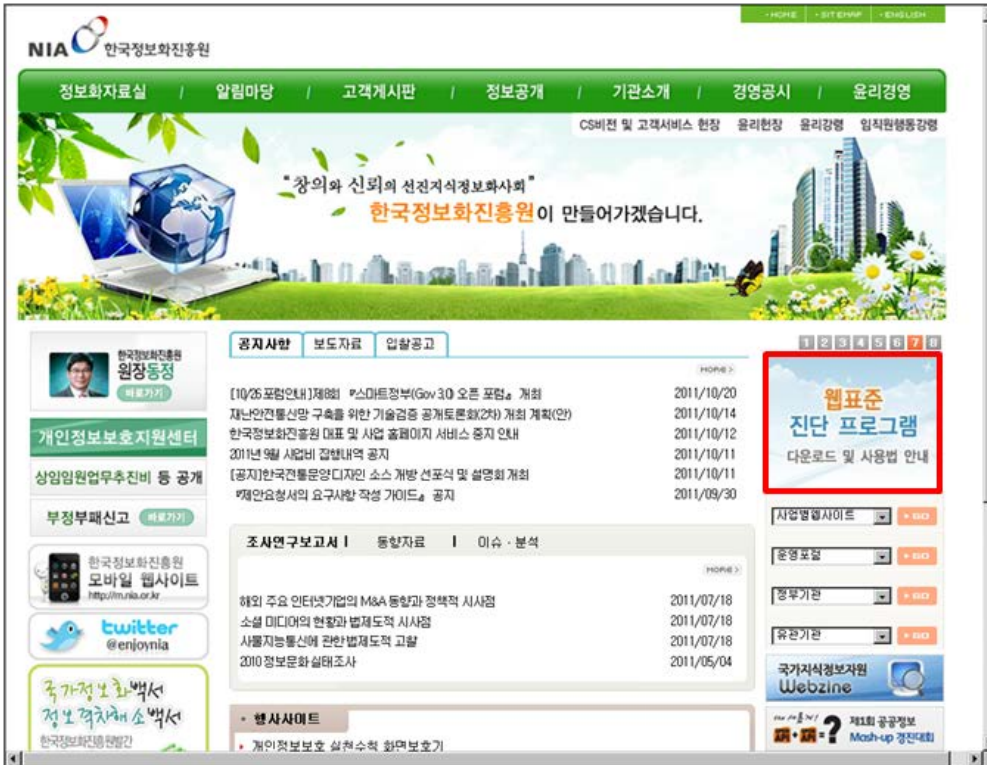 HOME SITEMAP ENGLISH
NIA 한국정보화진흥원
정보화자료실 / 알림마당 / 고객게시판 / 정보공개 / 기관소개 / 경영공시 / 윤리경영
CS비전 및 고객서비스 헌장 윤리헌장 윤리강령 임직원행동강령
"창의와 신뢰의 선진지식정보화사회"
한국정보화진흥원이 만들어가겠습니다.
한국정보화진흥원
원장동정
바로가기
개인정보보호지원센터
상임임원업무추진비 등 공개
부정부패신고 바로가기
한국정보화진흥원
모바일 웹사이트
http://m.nia.or.kr
twitter
@enjoynia
국가정보화백서
정보격차해소백서
한국정보화진흥원발간
공지사항 보도자료 입찰공고
MORE >
[10/26 포럼안내]제8회 『스마트정부(Gov 3.0) 오픈 포럼』 개최 2011/10/20
재난안전통신망 구축을 위한 기술검증 공개토론회(2차) 개최 계획(안) 2011/10/14
한국정보화진흥원 대표 및 사업 홈페이지 서비스 중지 안내 2011/10/12
2011년 9월 사업비 집행내역 공지 2011/10/11
[공지]한국전통문양디자인 소스 개방 선포식 및 설명회 개최 2011/10/11
『제안요청서의 요구사항 작성 가이드』 공지 2011/09/30
조사연구보고서 | 동향자료 | 이슈·분석
MORE >
해외 주요 인터넷기업의 M&A 동향과 정책적 시사점 2011/07/18
소셜 미디어의 현황과 법제도적 시사점 2011/07/18
사물지능통신에 관한 법제도적 고찰 2011/07/18
2010 정보문화 실태조사 2011/05/04
행사사이트
개인정보보호 실천수칙 화면보호기
1 2 3 4 5 6 7 8
웹표준
진단 프로그램
다운로드 및 사용법 안내
사업별웹사이트 GO
운영포털 GO
정부기관 GO
유관기관 GO
국가지식정보자원
Webzine
제1회 공공정보
Mash-up 경진대회